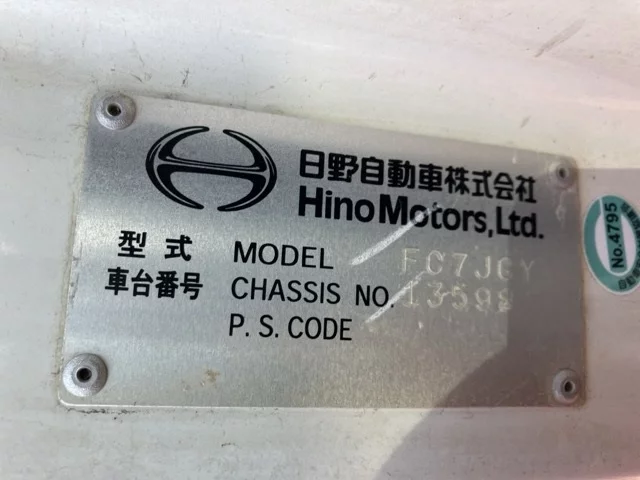 日野自動車株式会社
Hino Motors, Ltd.
型式 MODEL FC7JGY
車台番号 CHASSIS NO. 13598
P. S. CODE
No.4795